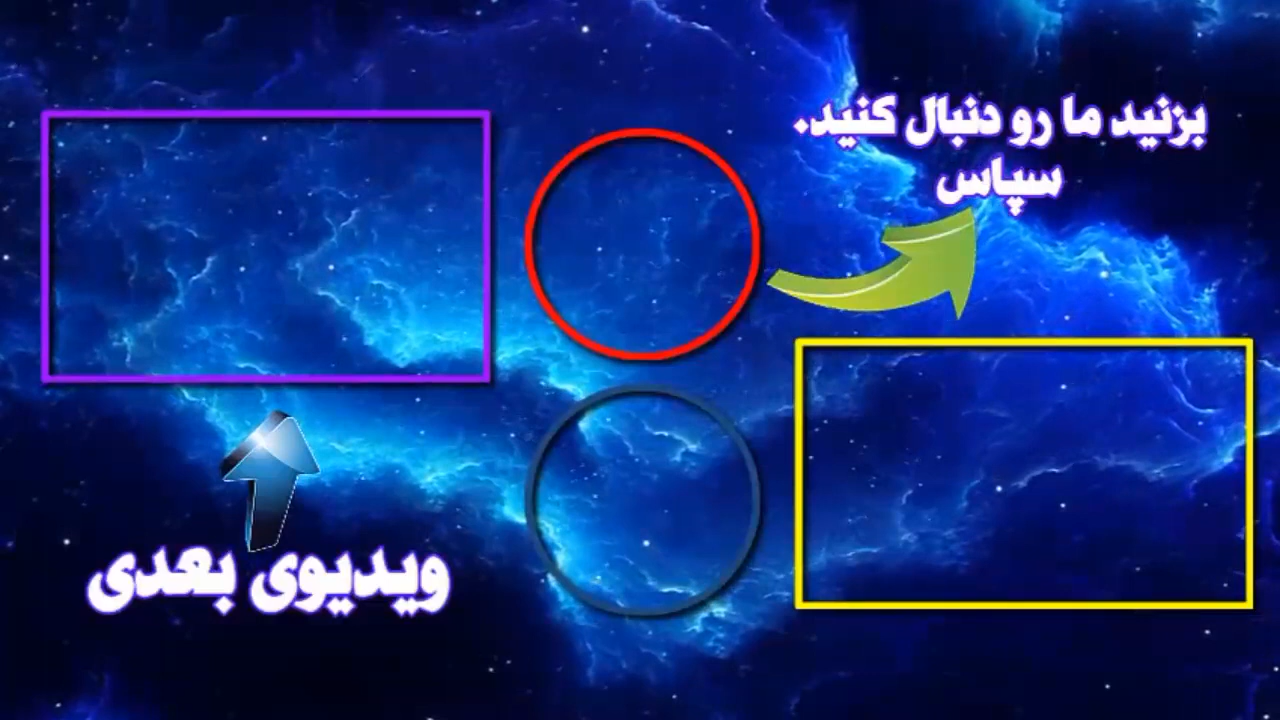 بزنید ما رو دنبال کنید.
سپاس
ویدیوی بعدی